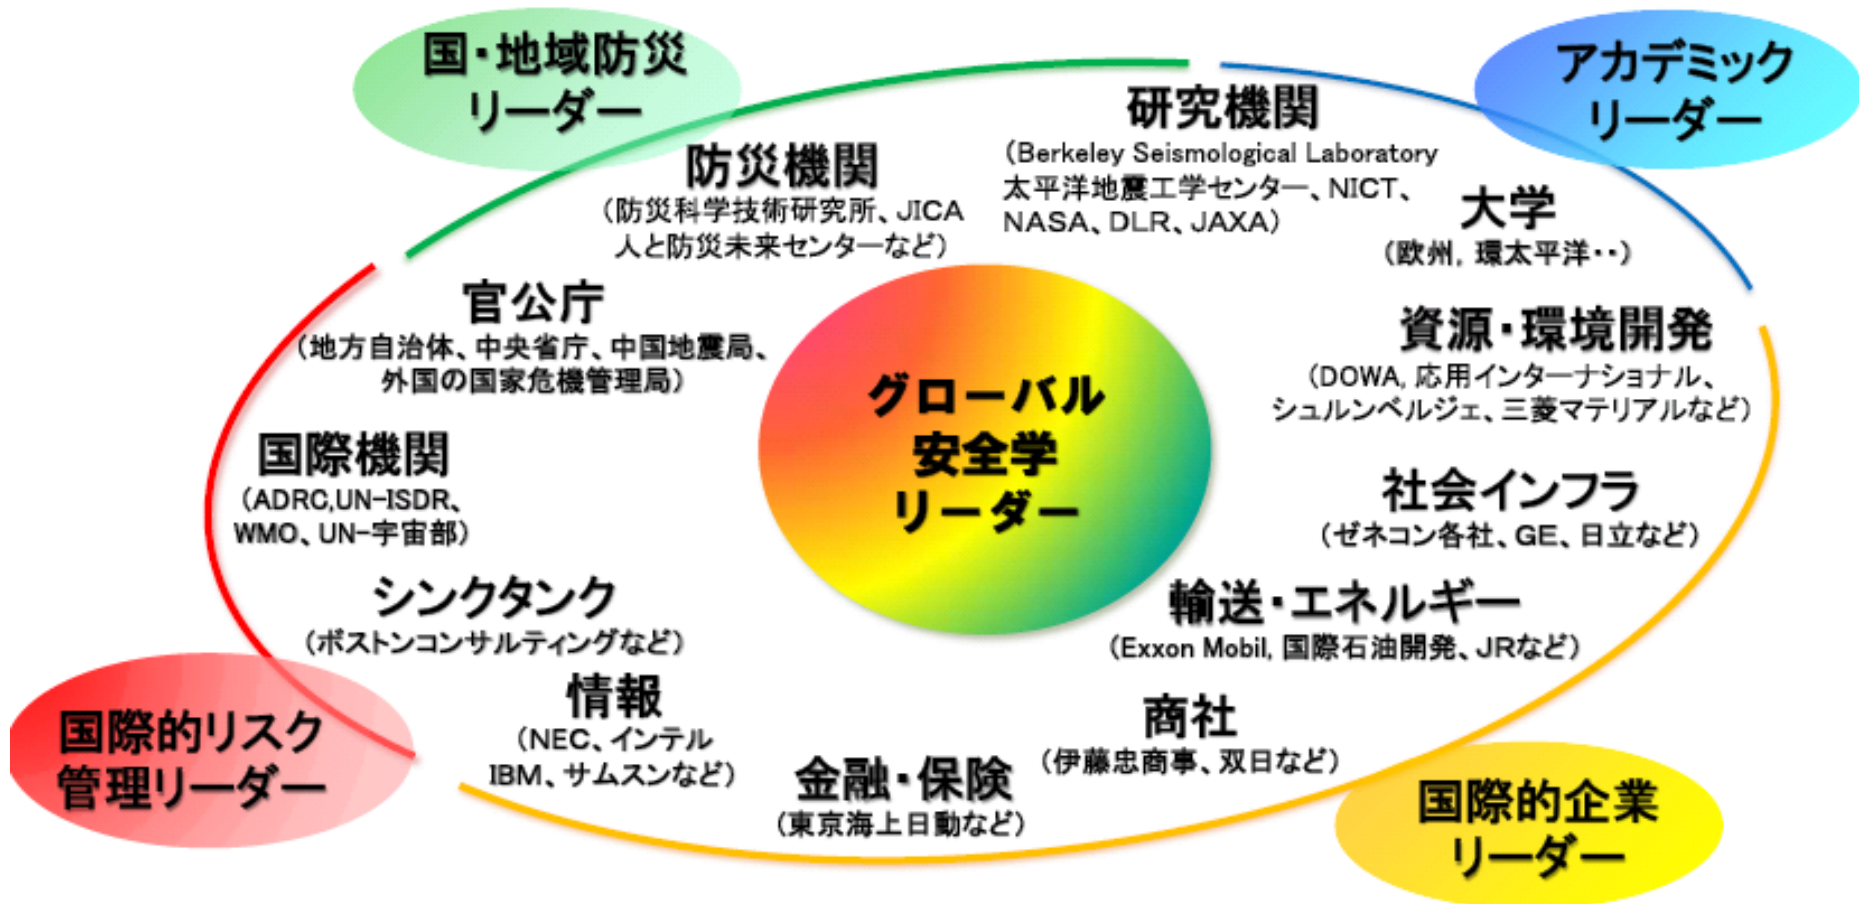 国・地域防災
リーダー
アカデミック
リーダー
研究機関
（Berkeley Seismological Laboratory
太平洋地震工学センター、NICT、
NASA、DLR、JAXA）
防災機関
（防災科学技術研究所、JICA
人と防災未来センターなど）
大学
（欧州, 環太平洋・・）
官公庁
（地方自治体、中央省庁、中国地震局、
外国の国家危機管理局）
資源・環境開発
（DOWA, 応用インターナショナル、
シュルンベルジェ、三菱マテリアルなど）
グローバル
安全学
リーダー
国際機関
（ADRC,UN-ISDR、
WMO、UN-宇宙部）
社会インフラ
（ゼネコン各社、GE、日立など）
シンクタンク
（ボストンコンサルティングなど）
輸送・エネルギー
（Exxon Mobil, 国際石油開発、JRなど）
情報
（NEC、インテル
IBM、サムスンなど）
商社
（伊藤忠商事、双日など）
金融・保険
（東京海上日動など）
国際的リスク
管理リーダー
国際的企業
リーダー